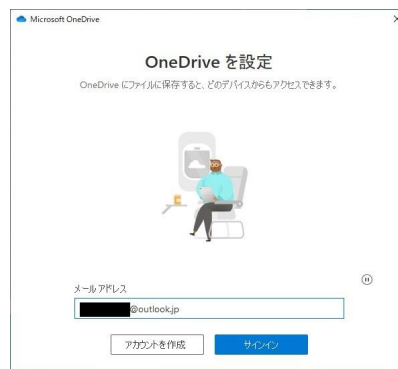 Microsoft OneDrive
OneDrive を設定
OneDrive にファイルに保存すると、どのデバイスからもアクセスできます。
メール アドレス
@outlook.jp
アカウントを作成
サインイン